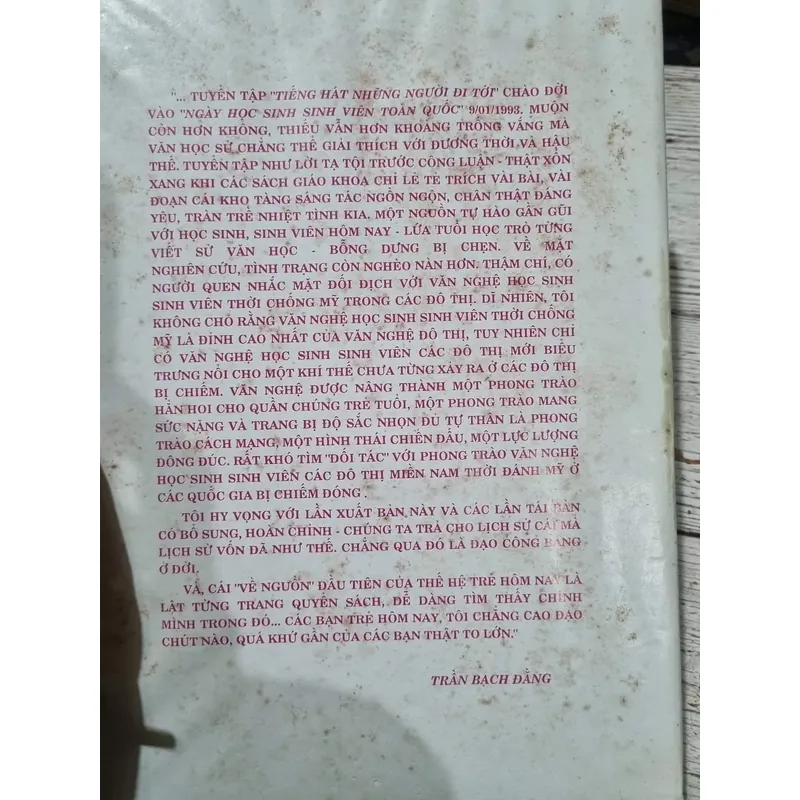 "... TUYỂN TẬP "TIẾNG HÁT NHỮNG NGƯỜI ĐI TỚI" CHÀO ĐỜI
VÀO "NGÀY HỌC SINH SINH VIÊN TOÀN QUỐC" 9/01/1993. MUỘN
CÒN HƠN KHÔNG, THIẾU VẪN HƠN KHOẢNG TRỐNG VẮNG MÀ
VĂN HỌC SỬ CHẲNG THỂ GIẢI THÍCH VỚI ĐƯƠNG THỜI VÀ HẬU
THẾ. TUYỂN TẬP NHƯ LỜI TẠ TỘI TRƯỚC CÔNG LUẬN - THẬT XỐN
XANG KHI CÁC SÁCH GIÁO KHOA CHỈ LẺ TẺ TRÍCH VÀI BÀI, VÀI
ĐOẠN CÁI KHO TÀNG SÁNG TÁC NGỒN NGỘN, CHÂN THẬT ĐÁNG
YÊU, TRÀN TRỀ NHIỆT TÌNH KIA. MỘT NGUỒN TỰ HÀO GẦN GŨI
VỚI HỌC SINH, SINH VIÊN HÔM NAY - LỨA TUỔI HỌC TRÒ TỪNG
VIẾT SỬ VĂN HỌC - BỖNG DƯNG BỊ CHẸN. VỀ MẶT
NGHIÊN CỨU, TÌNH TRẠNG CÒN NGHÈO NÀN HƠN. THẬM CHÍ, CÓ
NGƯỜI QUEN NHẮC MẶT ĐỐI DỊCH VỚI VĂN NGHỆ HỌC SINH
SINH VIÊN THỜI CHỐNG MỸ TRONG CÁC ĐÔ THỊ. DĨ NHIÊN, TÔI
KHÔNG CHO RẰNG VĂN NGHỆ HỌC SINH SINH VIÊN THỜI CHỐNG
MỸ LÀ ĐỈNH CAO NHẤT CỦA VĂN NGHỆ ĐÔ THỊ, TUY NHIÊN CHỈ
CÓ VĂN NGHỆ HỌC SINH SINH VIÊN CÁC ĐÔ THỊ MỚI BIỂU
TRƯNG NỔI CHO MỘT KHÍ THẾ CHƯA TỪNG XẢY RA Ở CÁC ĐÔ THỊ
BỊ CHIẾM. VĂN NGHỆ ĐƯỢC NÂNG THÀNH MỘT PHONG TRÀO
HẲN HOI CHO QUẦN CHÚNG TRẺ TUỔI, MỘT PHONG TRÀO MANG
SỨC NẶNG VÀ TRANG BỊ ĐỘ SẮC NHỌN ĐỦ TỰ THÂN LÀ PHONG
TRÀO CÁCH MẠNG, MỘT HÌNH THÁI CHIẾN ĐẤU, MỘT LỰC LƯỢNG
ĐÔNG ĐÚC. RẤT KHÓ TÌM "ĐỐI TÁC" VỚI PHONG TRÀO VĂN NGHỆ
HỌC SINH SINH VIÊN CÁC ĐÔ THỊ MIỀN NAM THỜI ĐÁNH MỸ Ở
CÁC QUỐC GIA BỊ CHIẾM ĐÓNG .
TÔI HY VỌNG VỚI LẦN XUẤT BẢN NÀY VÀ CÁC LẦN TÁI BẢN
CÓ BỔ SUNG, HOÀN CHỈNH - CHÚNG TA TRẢ CHO LỊCH SỬ CÁI MÀ
LỊCH SỬ VỐN ĐÃ NHƯ THẾ. CHẲNG QUA ĐÓ LÀ ĐẠO CÔNG BẰNG
Ở ĐỜI.
VẢ, CÁI "VỀ NGUỒN" ĐẦU TIÊN CỦA THẾ HỆ TRẺ HÔM NAY LÀ
LẬT TỪNG TRANG QUYỂN SÁCH, DỄ DÀNG TÌM THẤY CHÍNH
MÌNH TRONG ĐÓ... CÁC BẠN TRẺ HÔM NAY, TÔI CHẲNG CAO ĐẠO
CHÚT NÀO, QUÁ KHỨ GẦN CỦA CÁC BẠN THẬT TO LỚN."
TRẦN BẠCH ĐẰNG